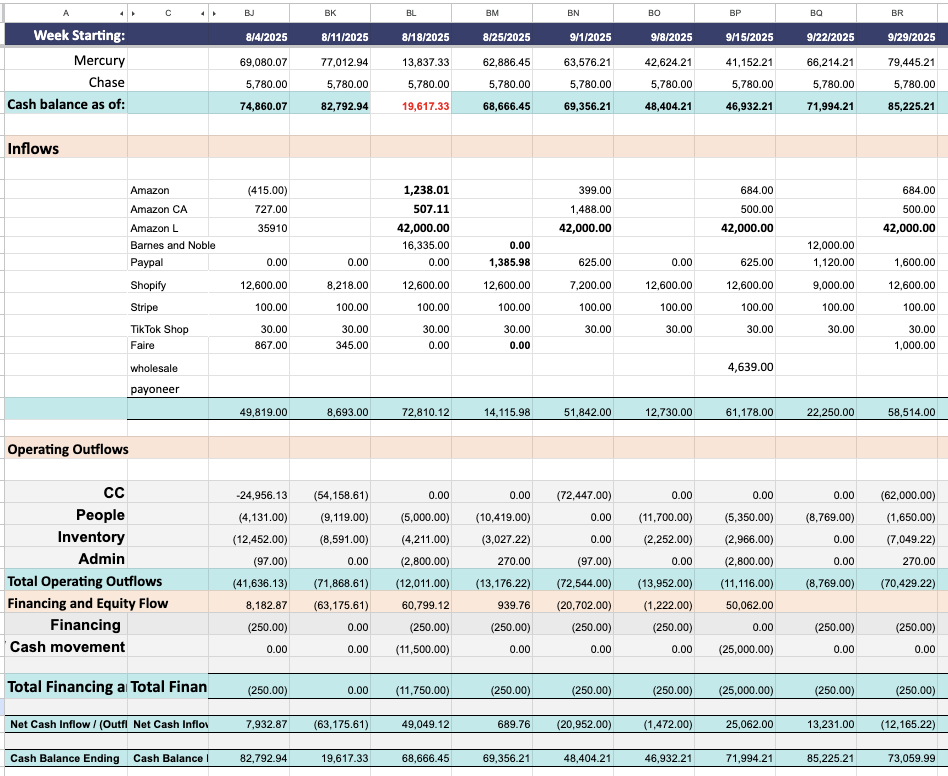 A C BJ BK BL BM BN BO BP BQ BR
Week Starting: 8/4/2025 8/11/2025 8/18/2025 8/25/2025 9/1/2025 9/8/2025 9/15/2025 9/22/2025 9/29/2025
Mercury 69,080.07 77,012.94 13,837.33 62,886.45 63,576.21 42,624.21 41,152.21 66,214.21 79,445.21
Chase 5,780.00 5,780.00 5,780.00 5,780.00 5,780.00 5,780.00 5,780.00 5,780.00 5,780.00
Cash balance as of: 74,860.07 82,792.94 19,617.33 68,666.45 69,356.21 48,404.21 46,932.21 71,994.21 85,225.21
Inflows
Amazon (415.00) 1,238.01 399.00 684.00 684.00
Amazon CA 727.00 507.11 1,488.00 500.00 500.00
Amazon L 35910 42,000.00 42,000.00 42,000.00 42,000.00
Barnes and Noble 16,335.00 0.00 12,000.00
Paypal 0.00 0.00 0.00 1,385.98 625.00 0.00 625.00 1,120.00 1,600.00
Shopify 12,600.00 8,218.00 12,600.00 12,600.00 7,200.00 12,600.00 12,600.00 9,000.00 12,600.00
Stripe 100.00 100.00 100.00 100.00 100.00 100.00 100.00 100.00 100.00
TikTok Shop 30.00 30.00 30.00 30.00 30.00 30.00 30.00 30.00 30.00
Faire 867.00 345.00 0.00 0.00 1,000.00
wholesale 4,639.00
payoneer
49,819.00 8,693.00 72,810.12 14,115.98 51,842.00 12,730.00 61,178.00 22,250.00 58,514.00
Operating Outflows
CC -24,956.13 (54,158.61) 0.00 0.00 (72,447.00) 0.00 0.00 0.00 (62,000.00)
People (4,131.00) (9,119.00) (5,000.00) (10,419.00) 0.00 (11,700.00) (5,350.00) (8,769.00) (1,650.00)
Inventory (12,452.00) (8,591.00) (4,211.00) (3,027.22) 0.00 (2,252.00) (2,966.00) 0.00 (7,049.22)
Admin (97.00) 0.00 (2,800.00) 270.00 (97.00) 0.00 (2,800.00) 0.00 270.00
Total Operating Outflows (41,636.13) (71,868.61) (12,011.00) (13,176.22) (72,544.00) (13,952.00) (11,116.00) (8,769.00) (70,429.22)
Financing and Equity Flow 8,182.87 (63,175.61) 60,799.12 939.76 (20,702.00) (1,222.00) 50,062.00
Financing (250.00) 0.00 (250.00) (250.00) (250.00) (250.00) 0.00 (250.00) (250.00)
Cash movement 0.00 0.00 (11,500.00) 0.00 0.00 0.00 (25,000.00) 0.00 0.00
Total Financing a Total Finan (250.00) 0.00 (11,750.00) (250.00) (250.00) (250.00) (25,000.00) (250.00) (250.00)
Net Cash Inflow / (Outfl Net Cash Inflov 7,932.87 (63,175.61) 49,049.12 689.76 (20,952.00) (1,472.00) 25,062.00 13,231.00 (12,165.22)
Cash Balance Ending Cash Balance 82,792.94 19,617.33 68,666.45 69,356.21 48,404.21 46,932.21 71,994.21 85,225.21 73,059.99